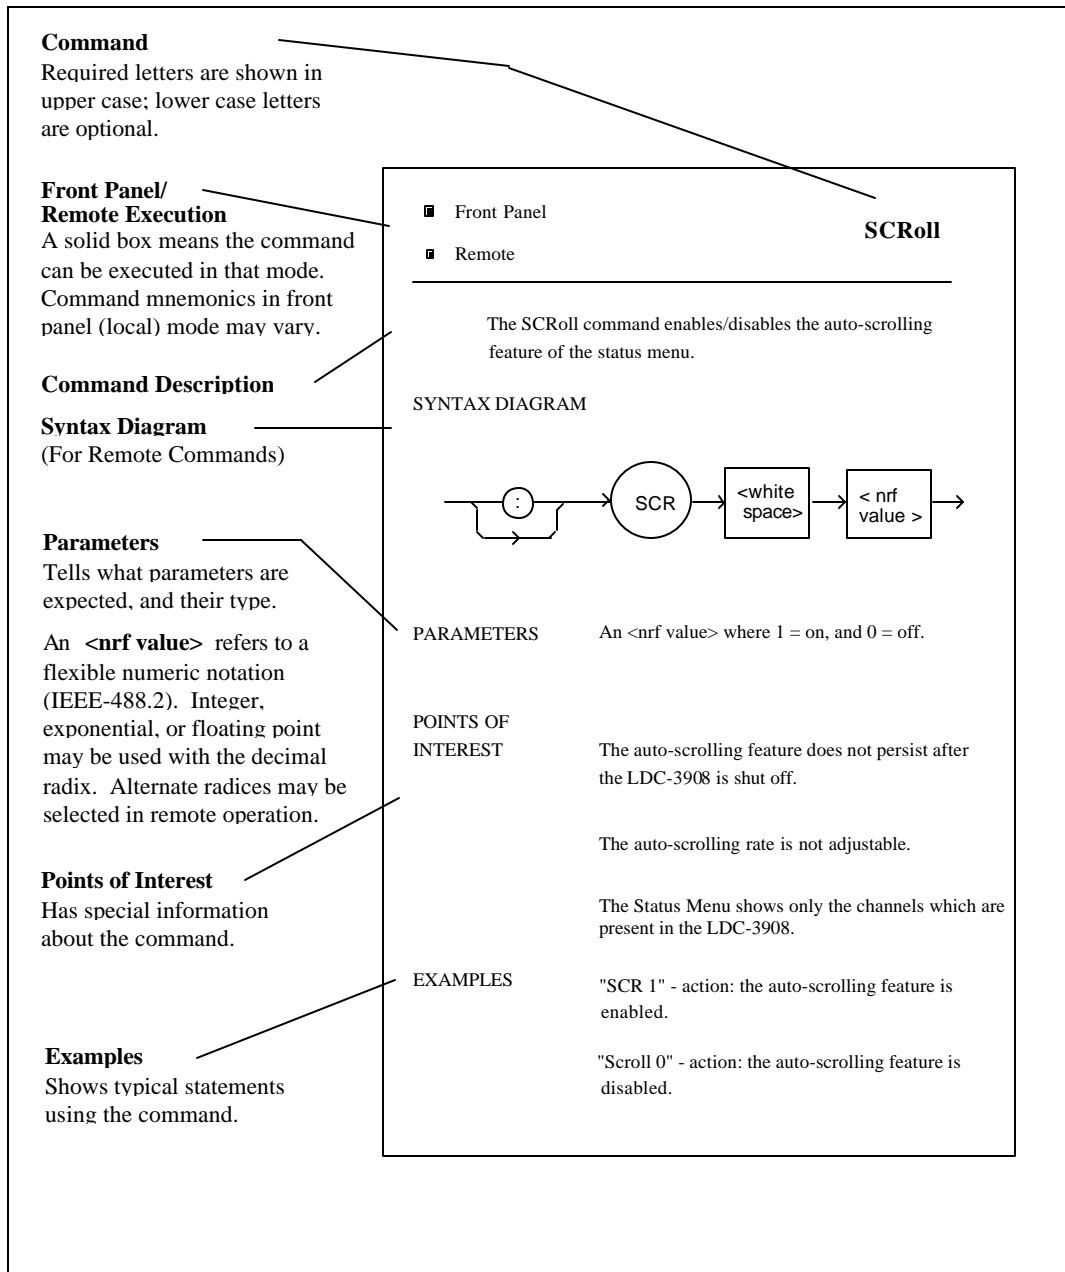 Command
Required letters are shown in
upper case; lower case letters
are optional.
Front Panel/
Remote Execution
A solid box means the command
can be executed in that mode.
Command mnemonics in front
panel (local) mode may vary.
Command Description
Syntax Diagram
(For Remote Commands)
Parameters
Tells what parameters are
expected, and their type.
An <nrf value> refers to a
flexible numeric notation
(IEEE-488.2). Integer,
exponential, or floating point
may be used with the decimal
radix. Alternate radices may be
selected in remote operation.
Points of Interest
Has special information
about the command.
Examples
Shows typical statements
using the command.
Front Panel
Remote
SCRoll
The SCRoll command enables/disables the auto-scrolling
feature of the status menu.
SYNTAX DIAGRAM
:
SCR
<white
space>
< nrf
value >
PARAMETERS
An <nrf value> where 1 = on, and 0 = off.
POINTS OF
INTEREST
The auto-scrolling feature does not persist after
the LDC-3908 is shut off.
The auto-scrolling rate is not adjustable.
The Status Menu shows only the channels which are
present in the LDC-3908.
EXAMPLES
"SCR 1" - action: the auto-scrolling feature is
enabled.
"Scroll 0" - action: the auto-scrolling feature is
disabled.